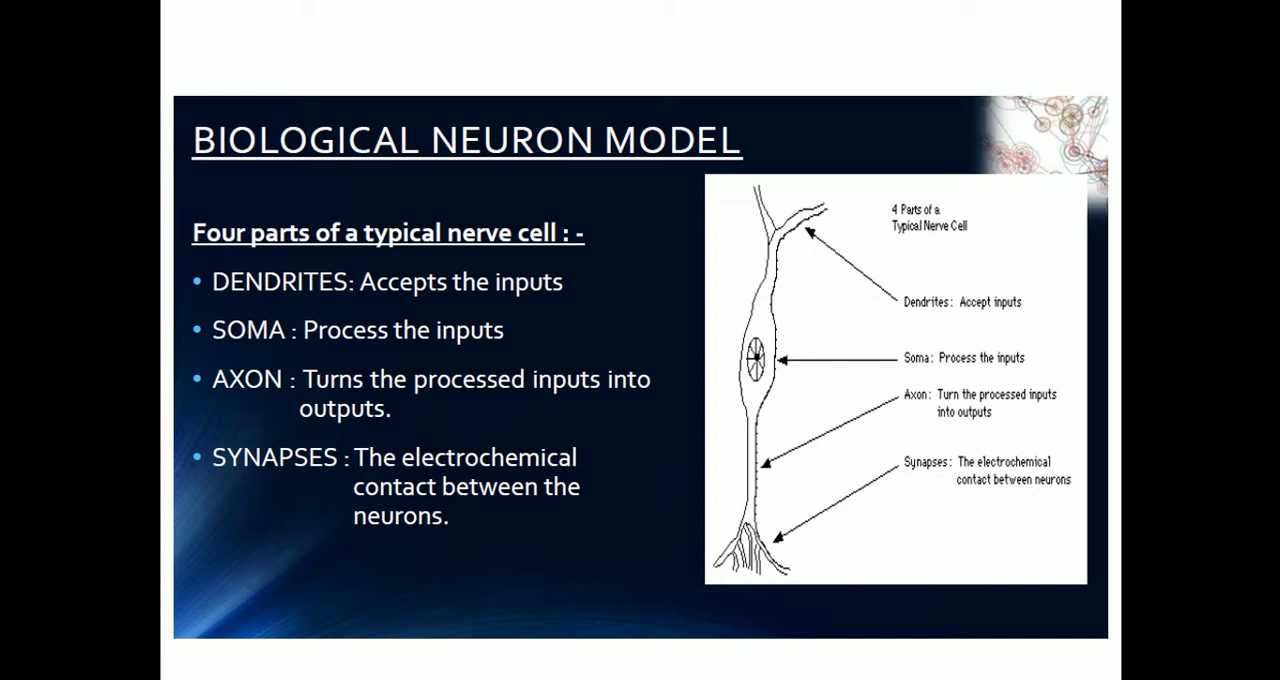 BIOLOGICAL NEURON MODEL
Four parts of a typical nerve cell : -
• DENDRITES: Accepts the inputs
• SOMA : Process the inputs
• AXON : Turns the processed inputs into
outputs.
• SYNAPSES : The electrochemical
contact between the
neurons.
4 Parts of a
Typical Nerve Cell
Dendrites: Accept inputs
Soma: Process the inputs
Axon: Turn the processed inputs
into outputs
Synapses: The electrochemical
contact between neurons